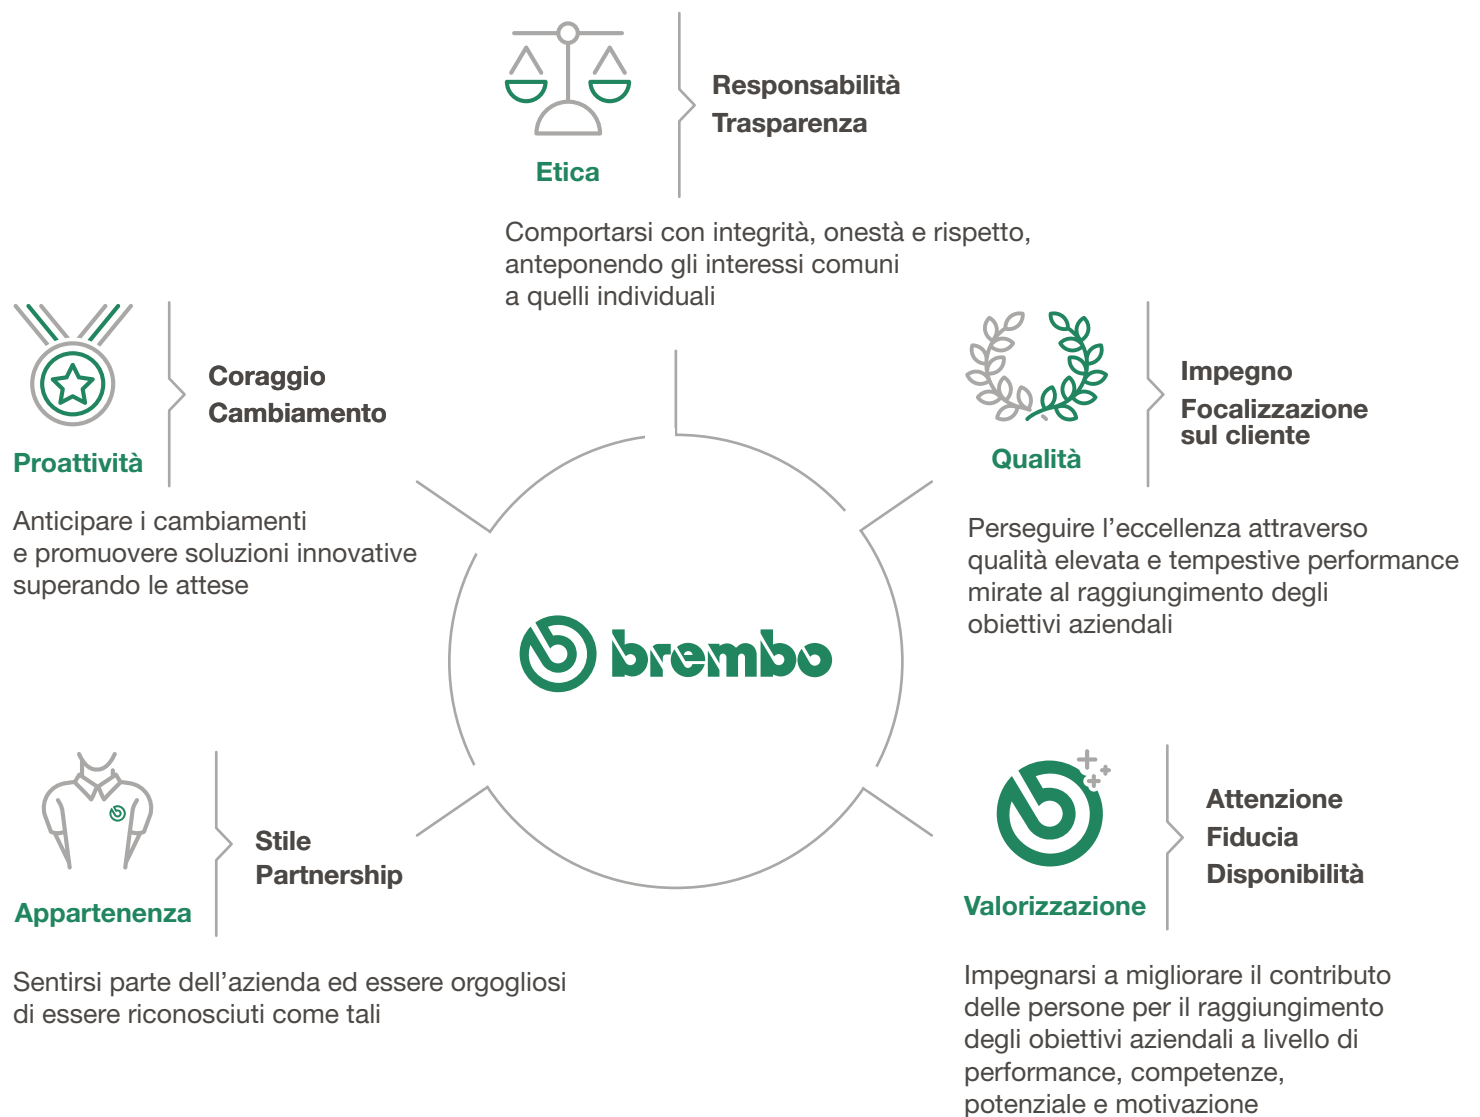 Etica
Responsabilità
Trasparenza
Comportarsi con integrità, onestà e rispetto,
anteponendo gli interessi comuni
a quelli individuali
Proattività
Coraggio
Cambiamento
Anticipare i cambiamenti
e promuovere soluzioni innovative
superando le attese
Qualità
Impegno
Focalizzazione
sul cliente
Perseguire l’eccellenza attraverso
qualità elevata e tempestive performance
mirate al raggiungimento degli
obiettivi aziendali
brembo
Appartenenza
Stile
Partnership
Sentirsi parte dell’azienda ed essere orgogliosi
di essere riconosciuti come tali
Valorizzazione
Attenzione
Fiducia
Disponibilità
Impegnarsi a migliorare il contributo
delle persone per il raggiungimento
degli obiettivi aziendali a livello di
performance, competenze,
potenziale e motivazione